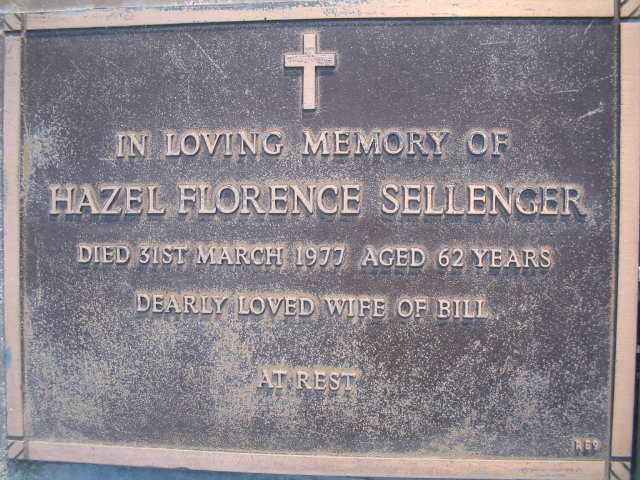 IN LOVING MEMORY OF
HAZEL FLORENCE SELLENGER
DIED 31ST MARCH 1977 AGED 62 YEARS
DEARLY LOVED WIFE OF BILL
AT REST